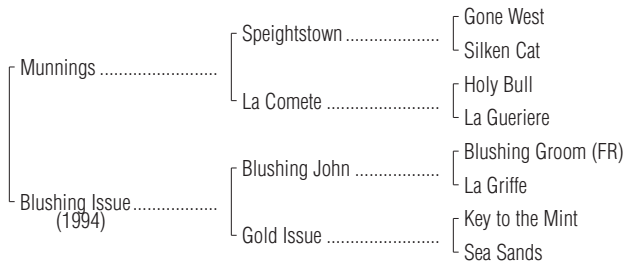 Gone West
Speightstown ....................
Silken Cat
Munnings .........................
Holy Bull
La Comete ........................
La Gueriere
Blushing Groom (FR)
Blushing John ..................
La Griffe
Blushing Issue..................
(1994)
Key to the Mint
Gold Issue ........................
Sea Sands